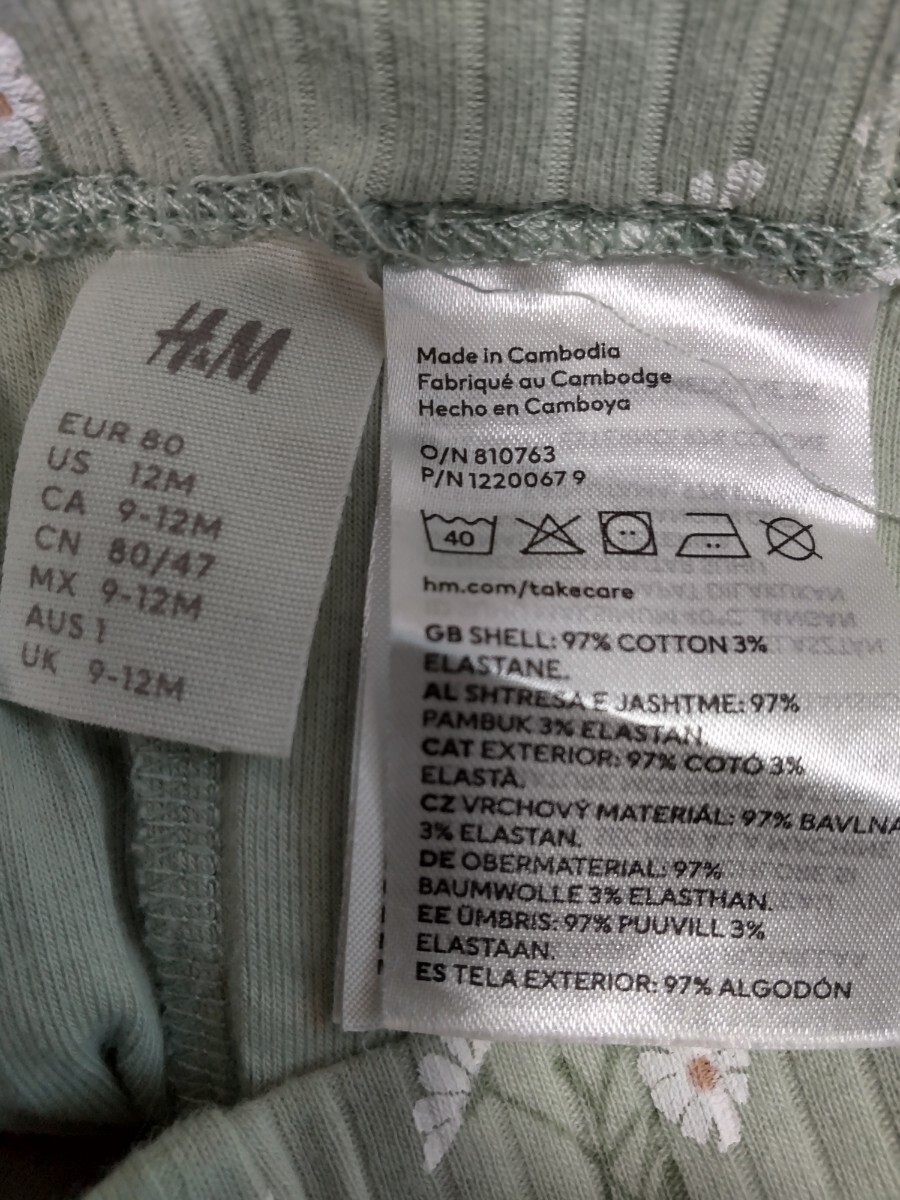 H&M
EUR 80
US 12M
CA 9-12M
CN 80/47
MX 9-12M
AUS 1
UK 9-12M
Made in Cambodia
Fabriqué au Cambodge
Hecho en Camboya
O/N 810763
P/N 1220067 9
40
hm.com/takecare
GB SHELL: 97% COTTON 3%
ELASTANE.
AL SHTRESA E JASHTME: 97%
PAMBUK 3% ELASTAN.
CAT EXTERIOR: 97% COTÓ 3%
ELASTÀ.
CZ VRCHOVÝ MATERIÁL: 97% BAVLNA
3% ELASTAN.
DE OBERMATERIAL: 97%
BAUMWOLLE 3% ELASTHAN.
EE ÜMBRIS: 97% PUUVILL 3%
ELASTAAN.
ES TELA EXTERIOR: 97% ALGODÓN